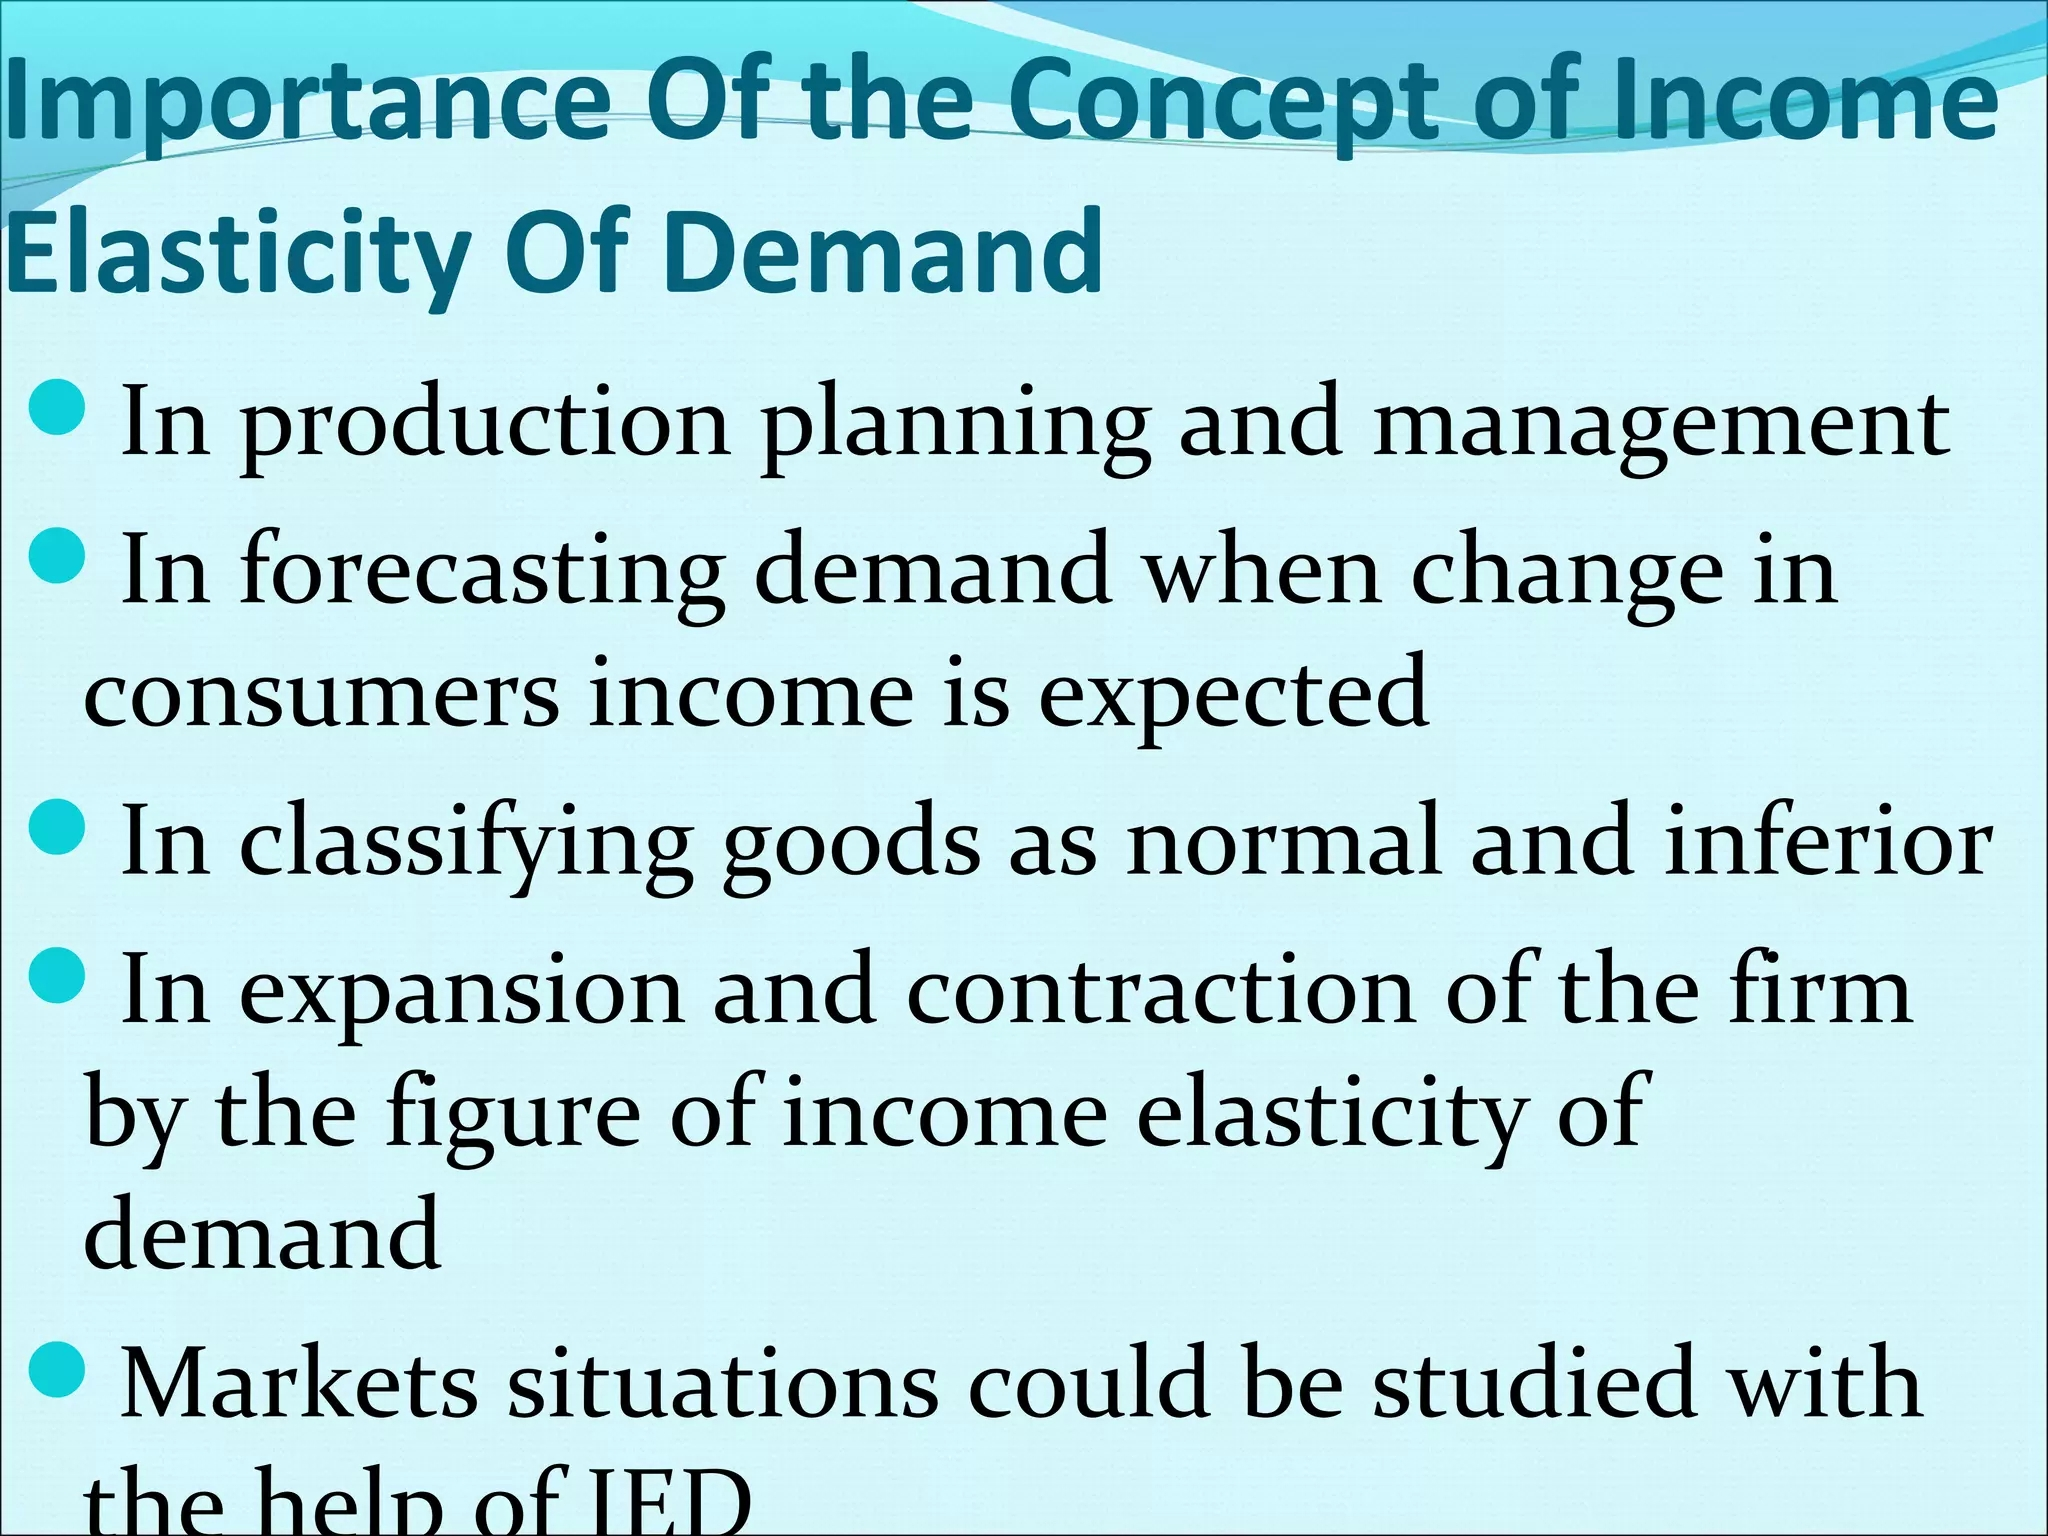 Importance Of the Concept of Income
Elasticity Of Demand
In production planning and management
In forecasting demand when change in
consumers income is expected
In classifying goods as normal and inferior
In expansion and contraction of the firm
by the figure of income elasticity of
demand
Markets situations could be studied with
the help of IED